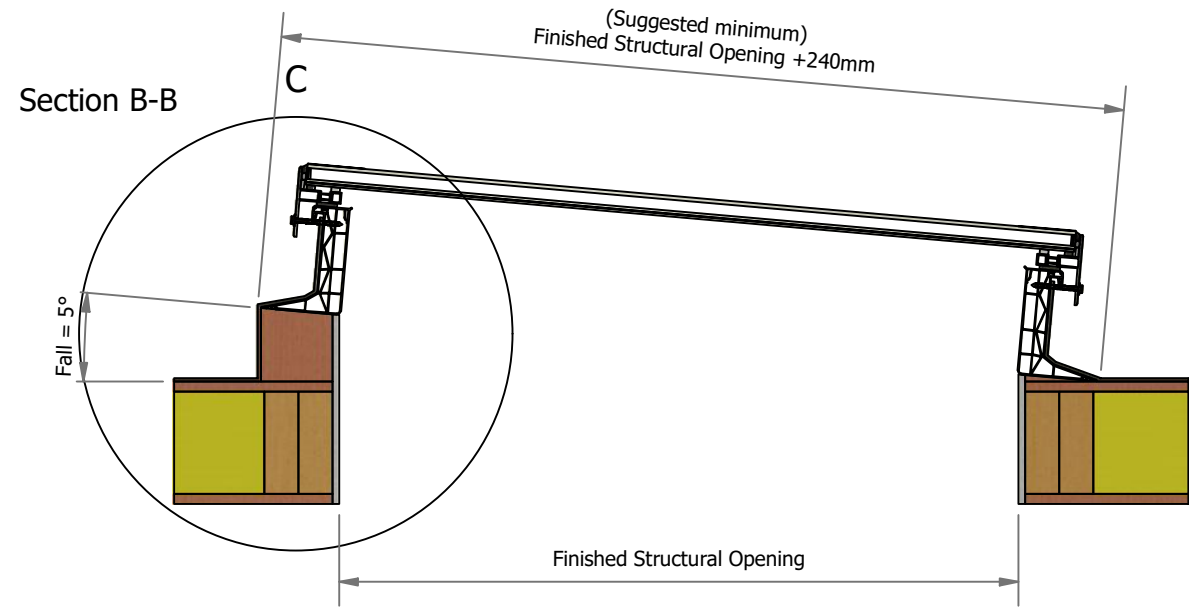 (Suggested minimum)
Finished Structural Opening +240mm
C
Section B-B
Fall = 5°
Finished Structural Opening